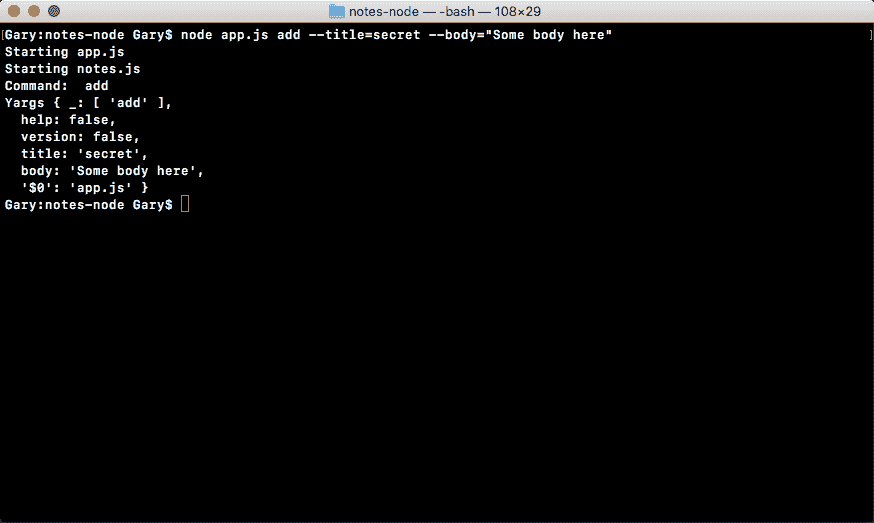 notes-node — -bash — 108×29
[Gary:notes-node Gary$ node app.js add --title=secret --body="Some body here" ]
Starting app.js
Starting notes.js
Command:  add
Yargs { _: [ 'add' ],
  help: false,
  version: false,
  title: 'secret',
  body: 'Some body here',
  '$0': 'app.js' }
Gary:notes-node Gary$